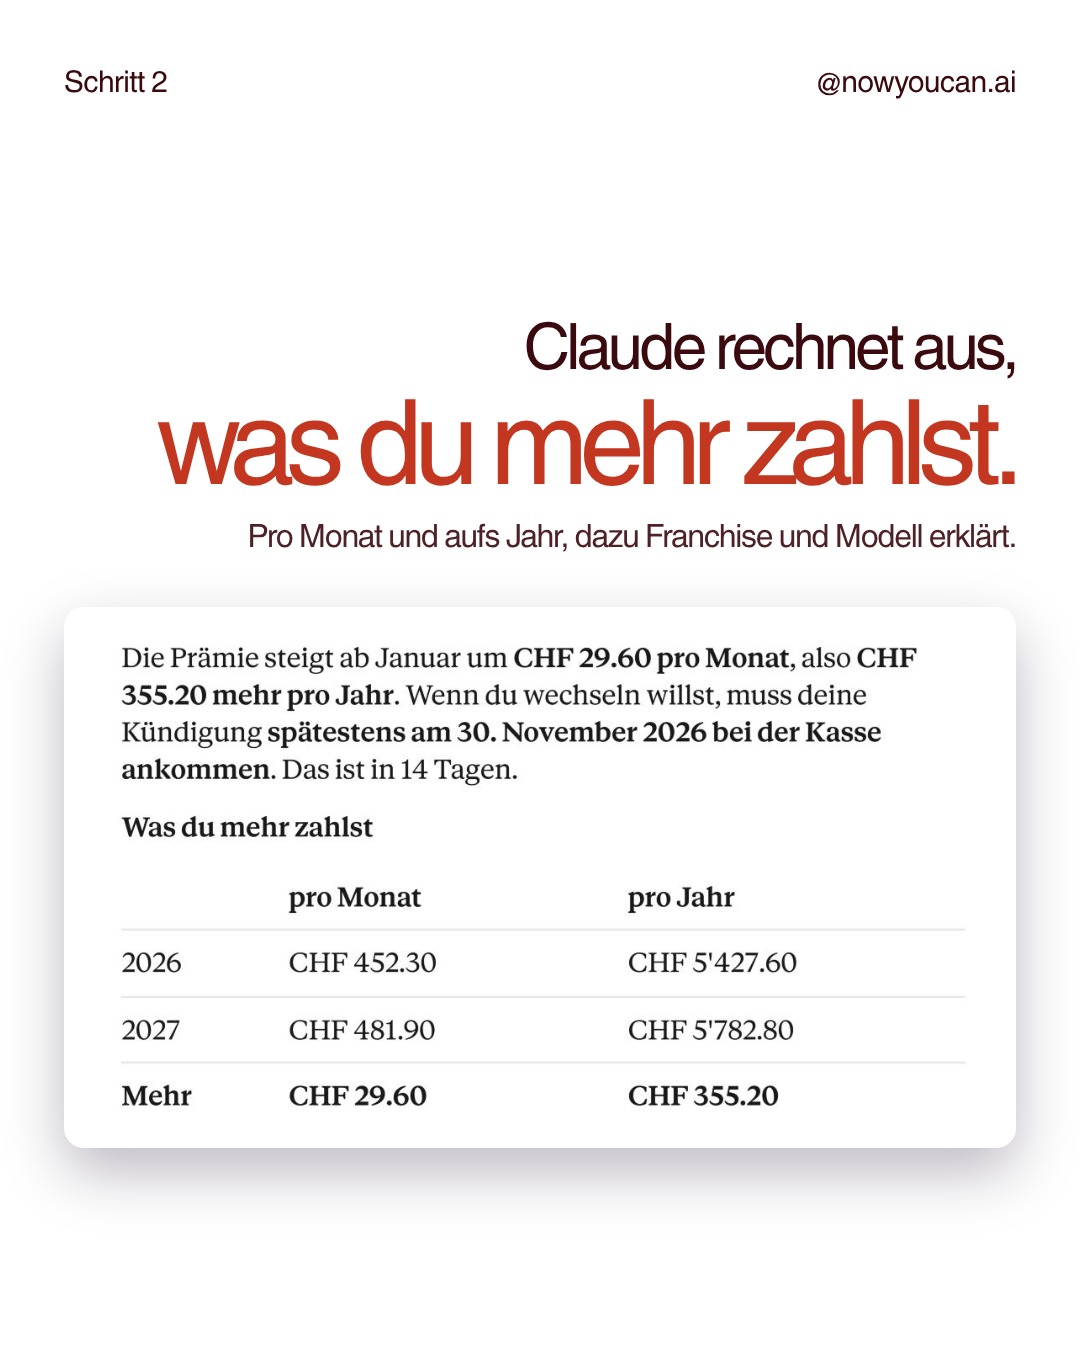 Schritt 2
@nowyoucan.ai
Claude rechnet aus,
was du mehr zahlst.
Pro Monat und aufs Jahr, dazu Franchise und Modell erklärt.
Die Prämie steigt ab Januar um CHF 29.60 pro Monat, also CHF
355.20 mehr pro Jahr. Wenn du wechseln willst, muss deine
Kündigung spätestens am 30. November 2026 bei der Kasse
ankommen. Das ist in 14 Tagen.
Was du mehr zahlst
pro Monat pro Jahr
2026 CHF 452.30 CHF 5'427.60
2027 CHF 481.90 CHF 5'782.80
Mehr CHF 29.60 CHF 355.20